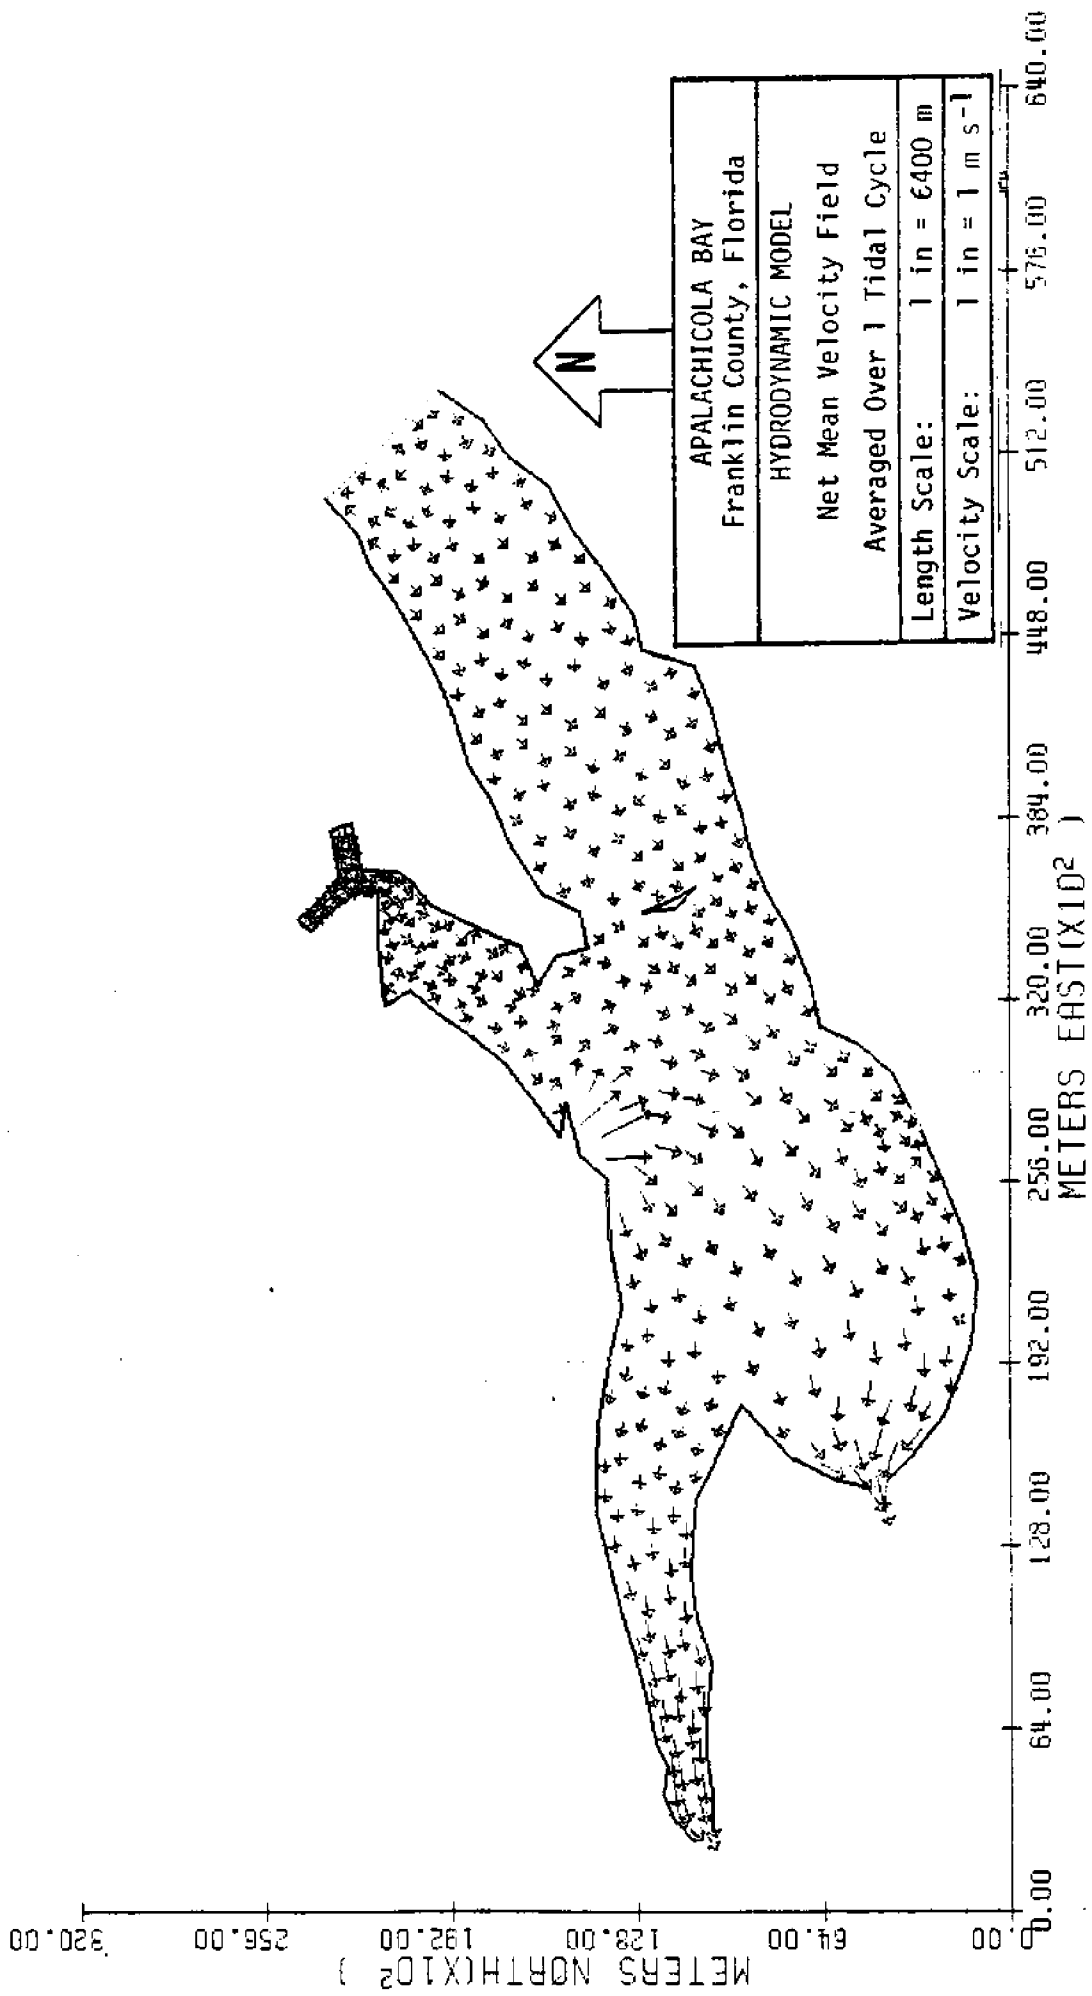 METERS NORTH(X10²)
320.00
256.00
192.00
128.00
64.00
0.00
N
APALACHICOLA BAY
Franklin County, Florida
HYDRODYNAMIC MODEL
Net Mean Velocity Field
Averaged Over 1 Tidal Cycle
Length Scale: 1 in = 6400 m
Velocity Scale: 1 in = 1 m s⁻¹
0.00
64.00
128.00
192.00
256.00
320.00
384.00
448.00
512.00
576.00
640.00
METERS EAST(X10²)